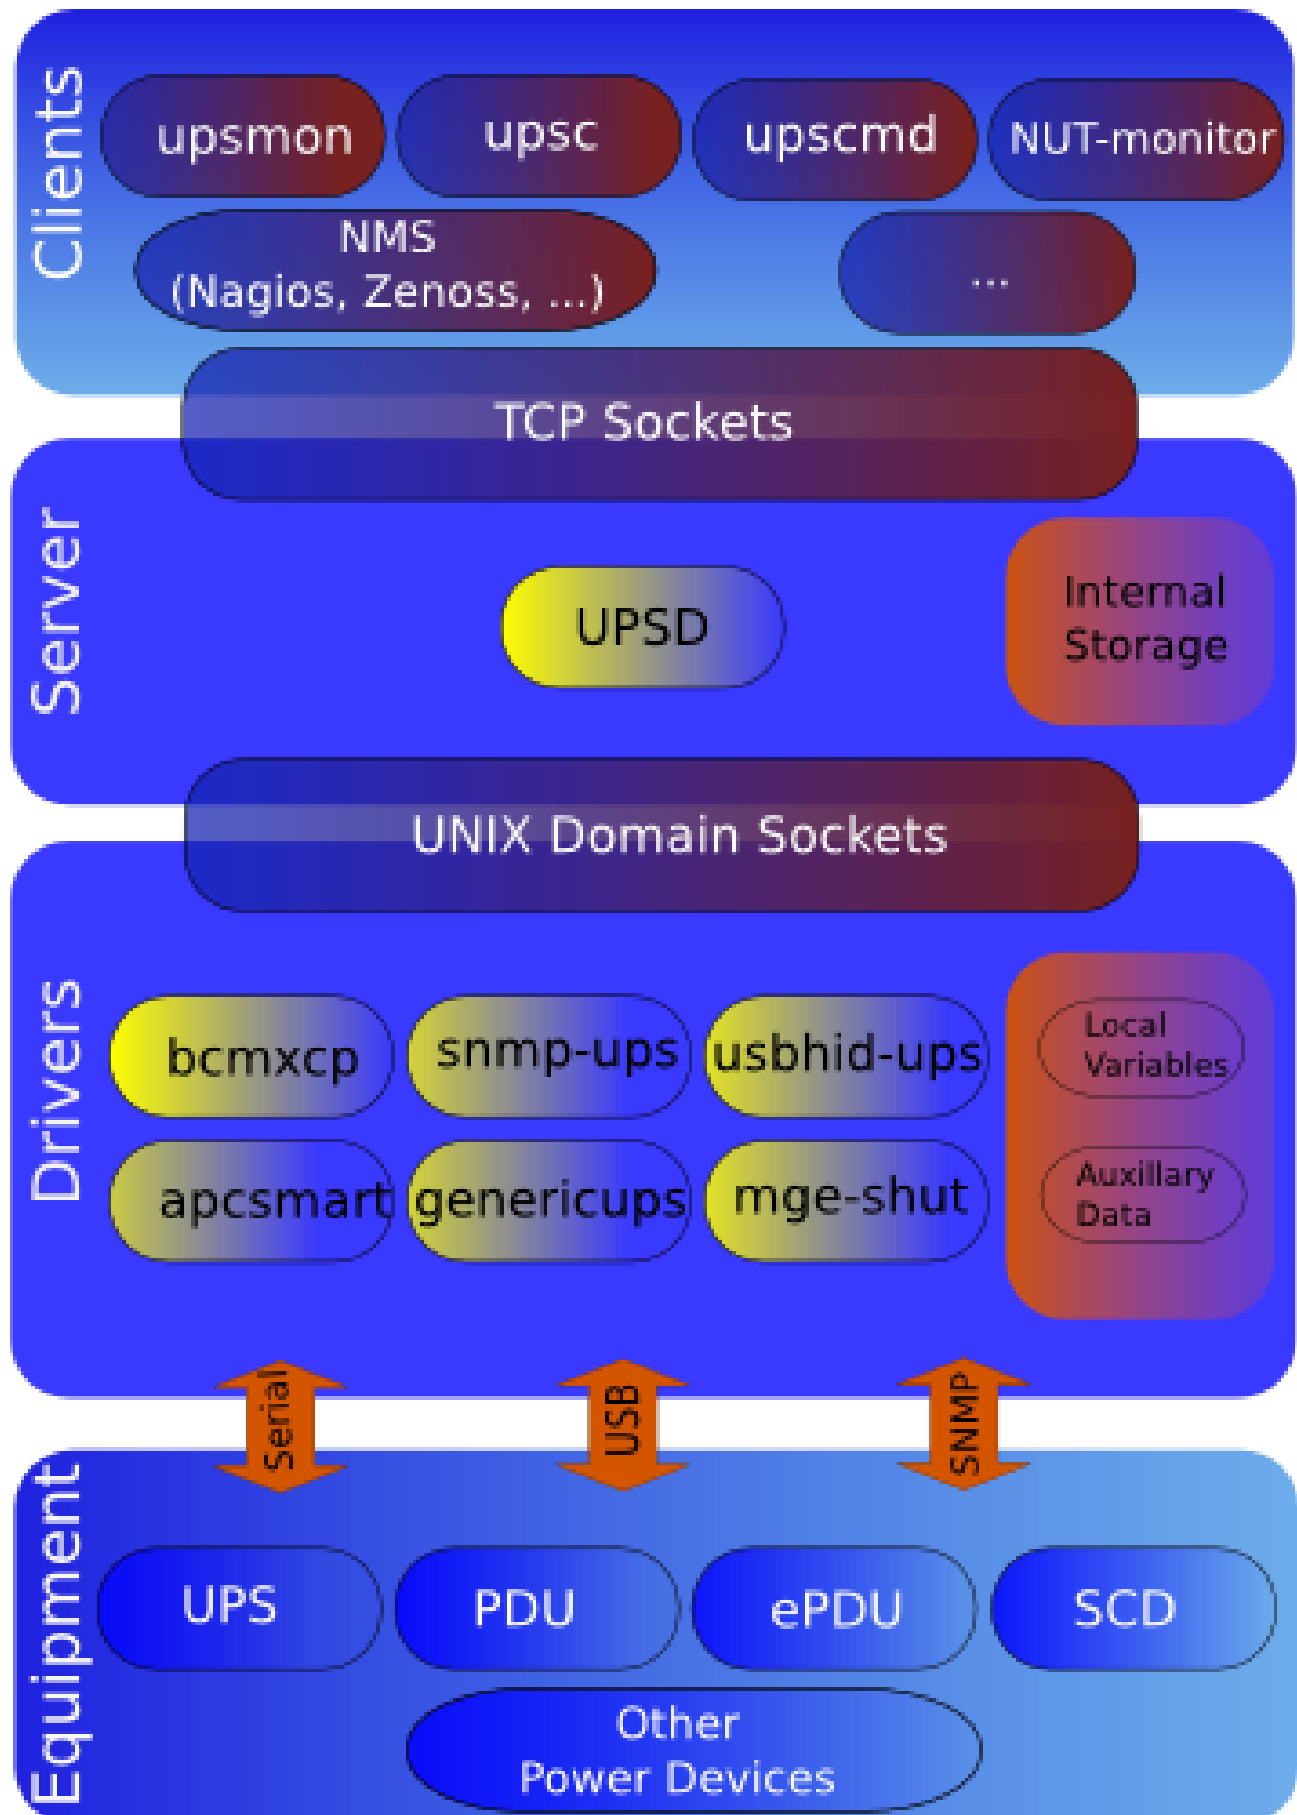 Clients
upsmon
upsc
upscmd
NUT-monitor
NMS
(Nagios, Zenoss, ...)
...
TCP Sockets
Server
UPSD
Internal
Storage
UNIX Domain Sockets
Drivers
bcmxcp
snmp-ups
usbhid-ups
Local
Variables
apcsmart
genericups
mge-shut
Auxillary
Data
Serial
USB
SNMP
Equipment
UPS
PDU
ePDU
SCD
Other
Power Devices